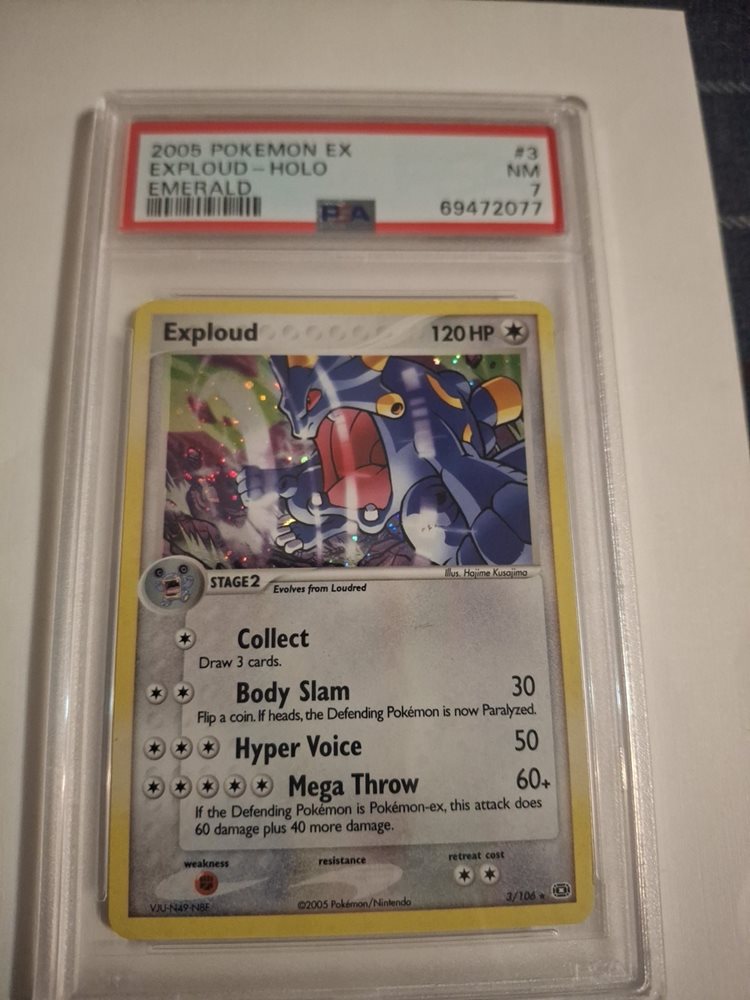 2005 POKEMON EX #3
EXPLOUD - HOLO NM
EMERALD 7
PSA 69472077
Exploud 120 HP
Illus. Hajime Kusajima
STAGE 2 Evolves from Loudred
Collect
Draw 3 cards.
Body Slam 30
Flip a coin. If heads, the Defending Pokémon is now Paralyzed.
Hyper Voice 50
Mega Throw 60+
If the Defending Pokémon is Pokémon-ex, this attack does
60 damage plus 40 more damage.
weakness resistance retreat cost
VJU-N49-N8F ©2005 Pokémon/Nintendo 3/106 ★